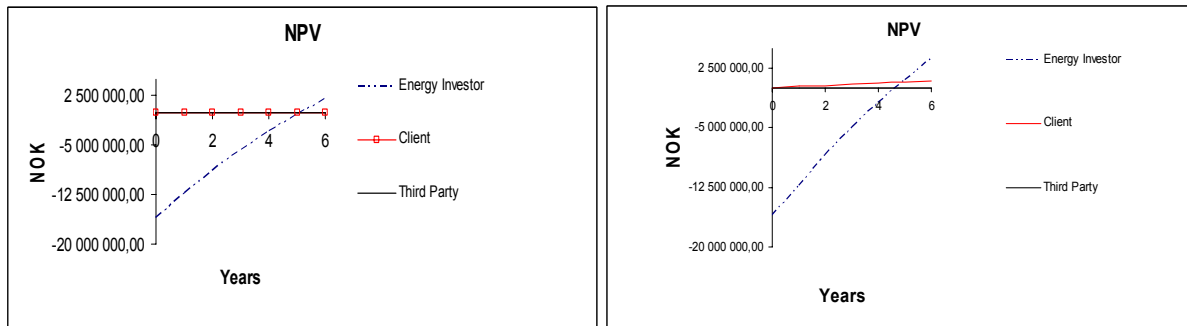 NPV
2 500 000,00
-5 000 000,00
-12 500 000,00
-20 000 000,00
NOK
0 2 4 6
Years
Energy Investor
Client
Third Party
NPV
2 500 000,00
-5 000 000,00
-12 500 000,00
-20 000 000,00
NOK
0 2 4 6
Years
Energy Investor
Client
Third Party